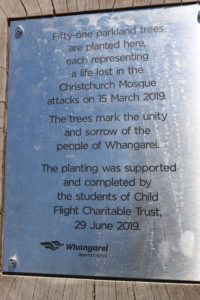 Fifty-one parkland trees
are planted here,
each representing
a life lost in the
Christchurch Mosque
attacks on 15 March 2019.
The trees mark the unity
and sorrow of the
people of Whangarei.
The planting was supported
and completed by
the students of Child
Flight Charitable Trust,
29 June 2019.
Whangarei
District Council